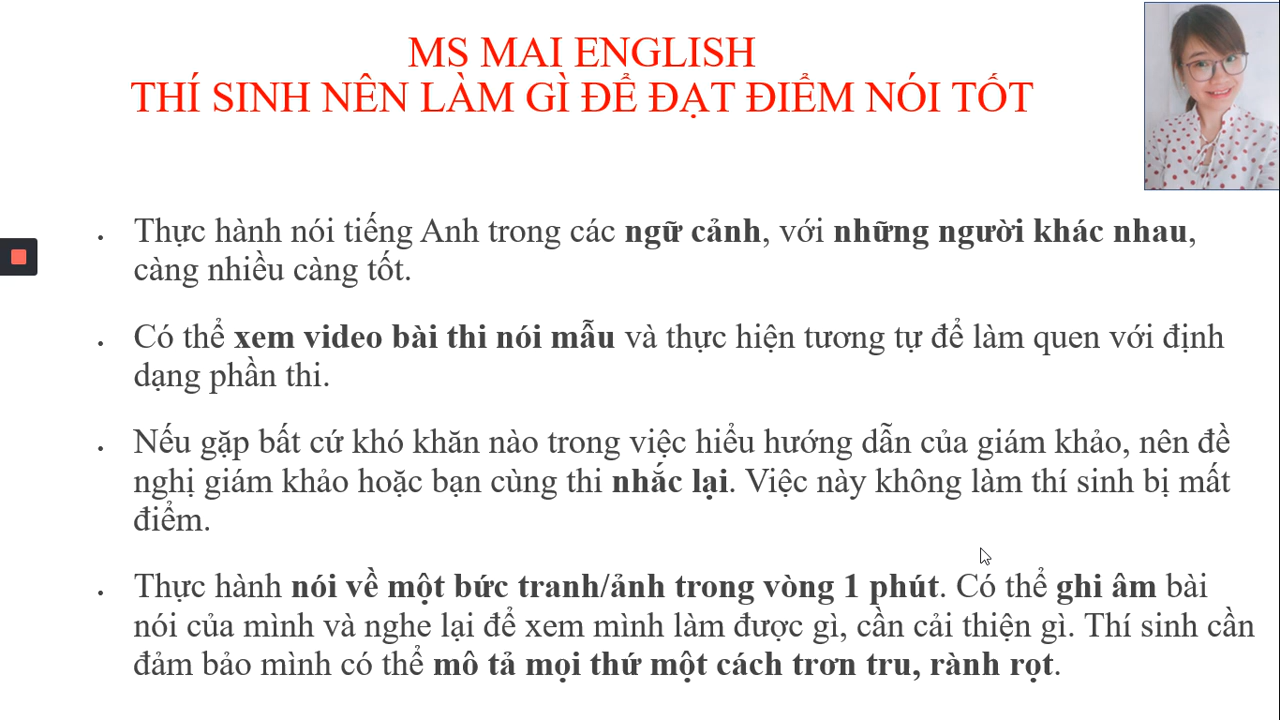 MS MAI ENGLISH
THÍ SINH NÊN LÀM GÌ ĐỂ ĐẠT ĐIỂM NÓI TỐT
Thực hành nói tiếng Anh trong các ngữ cảnh, với những người khác nhau,
càng nhiều càng tốt.
Có thể xem video bài thi nói mẫu và thực hiện tương tự để làm quen với định
dạng phần thi.
Nếu gặp bất cứ khó khăn nào trong việc hiểu hướng dẫn của giám khảo, nên đề
nghị giám khảo hoặc bạn cùng thi nhắc lại. Việc này không làm thí sinh bị mất
điểm.
Thực hành nói về một bức tranh/ảnh trong vòng 1 phút. Có thể ghi âm bài
nói của mình và nghe lại để xem mình làm được gì, cần cải thiện gì. Thí sinh cần
đảm bảo mình có thể mô tả mọi thứ một cách trơn tru, rành rọt.